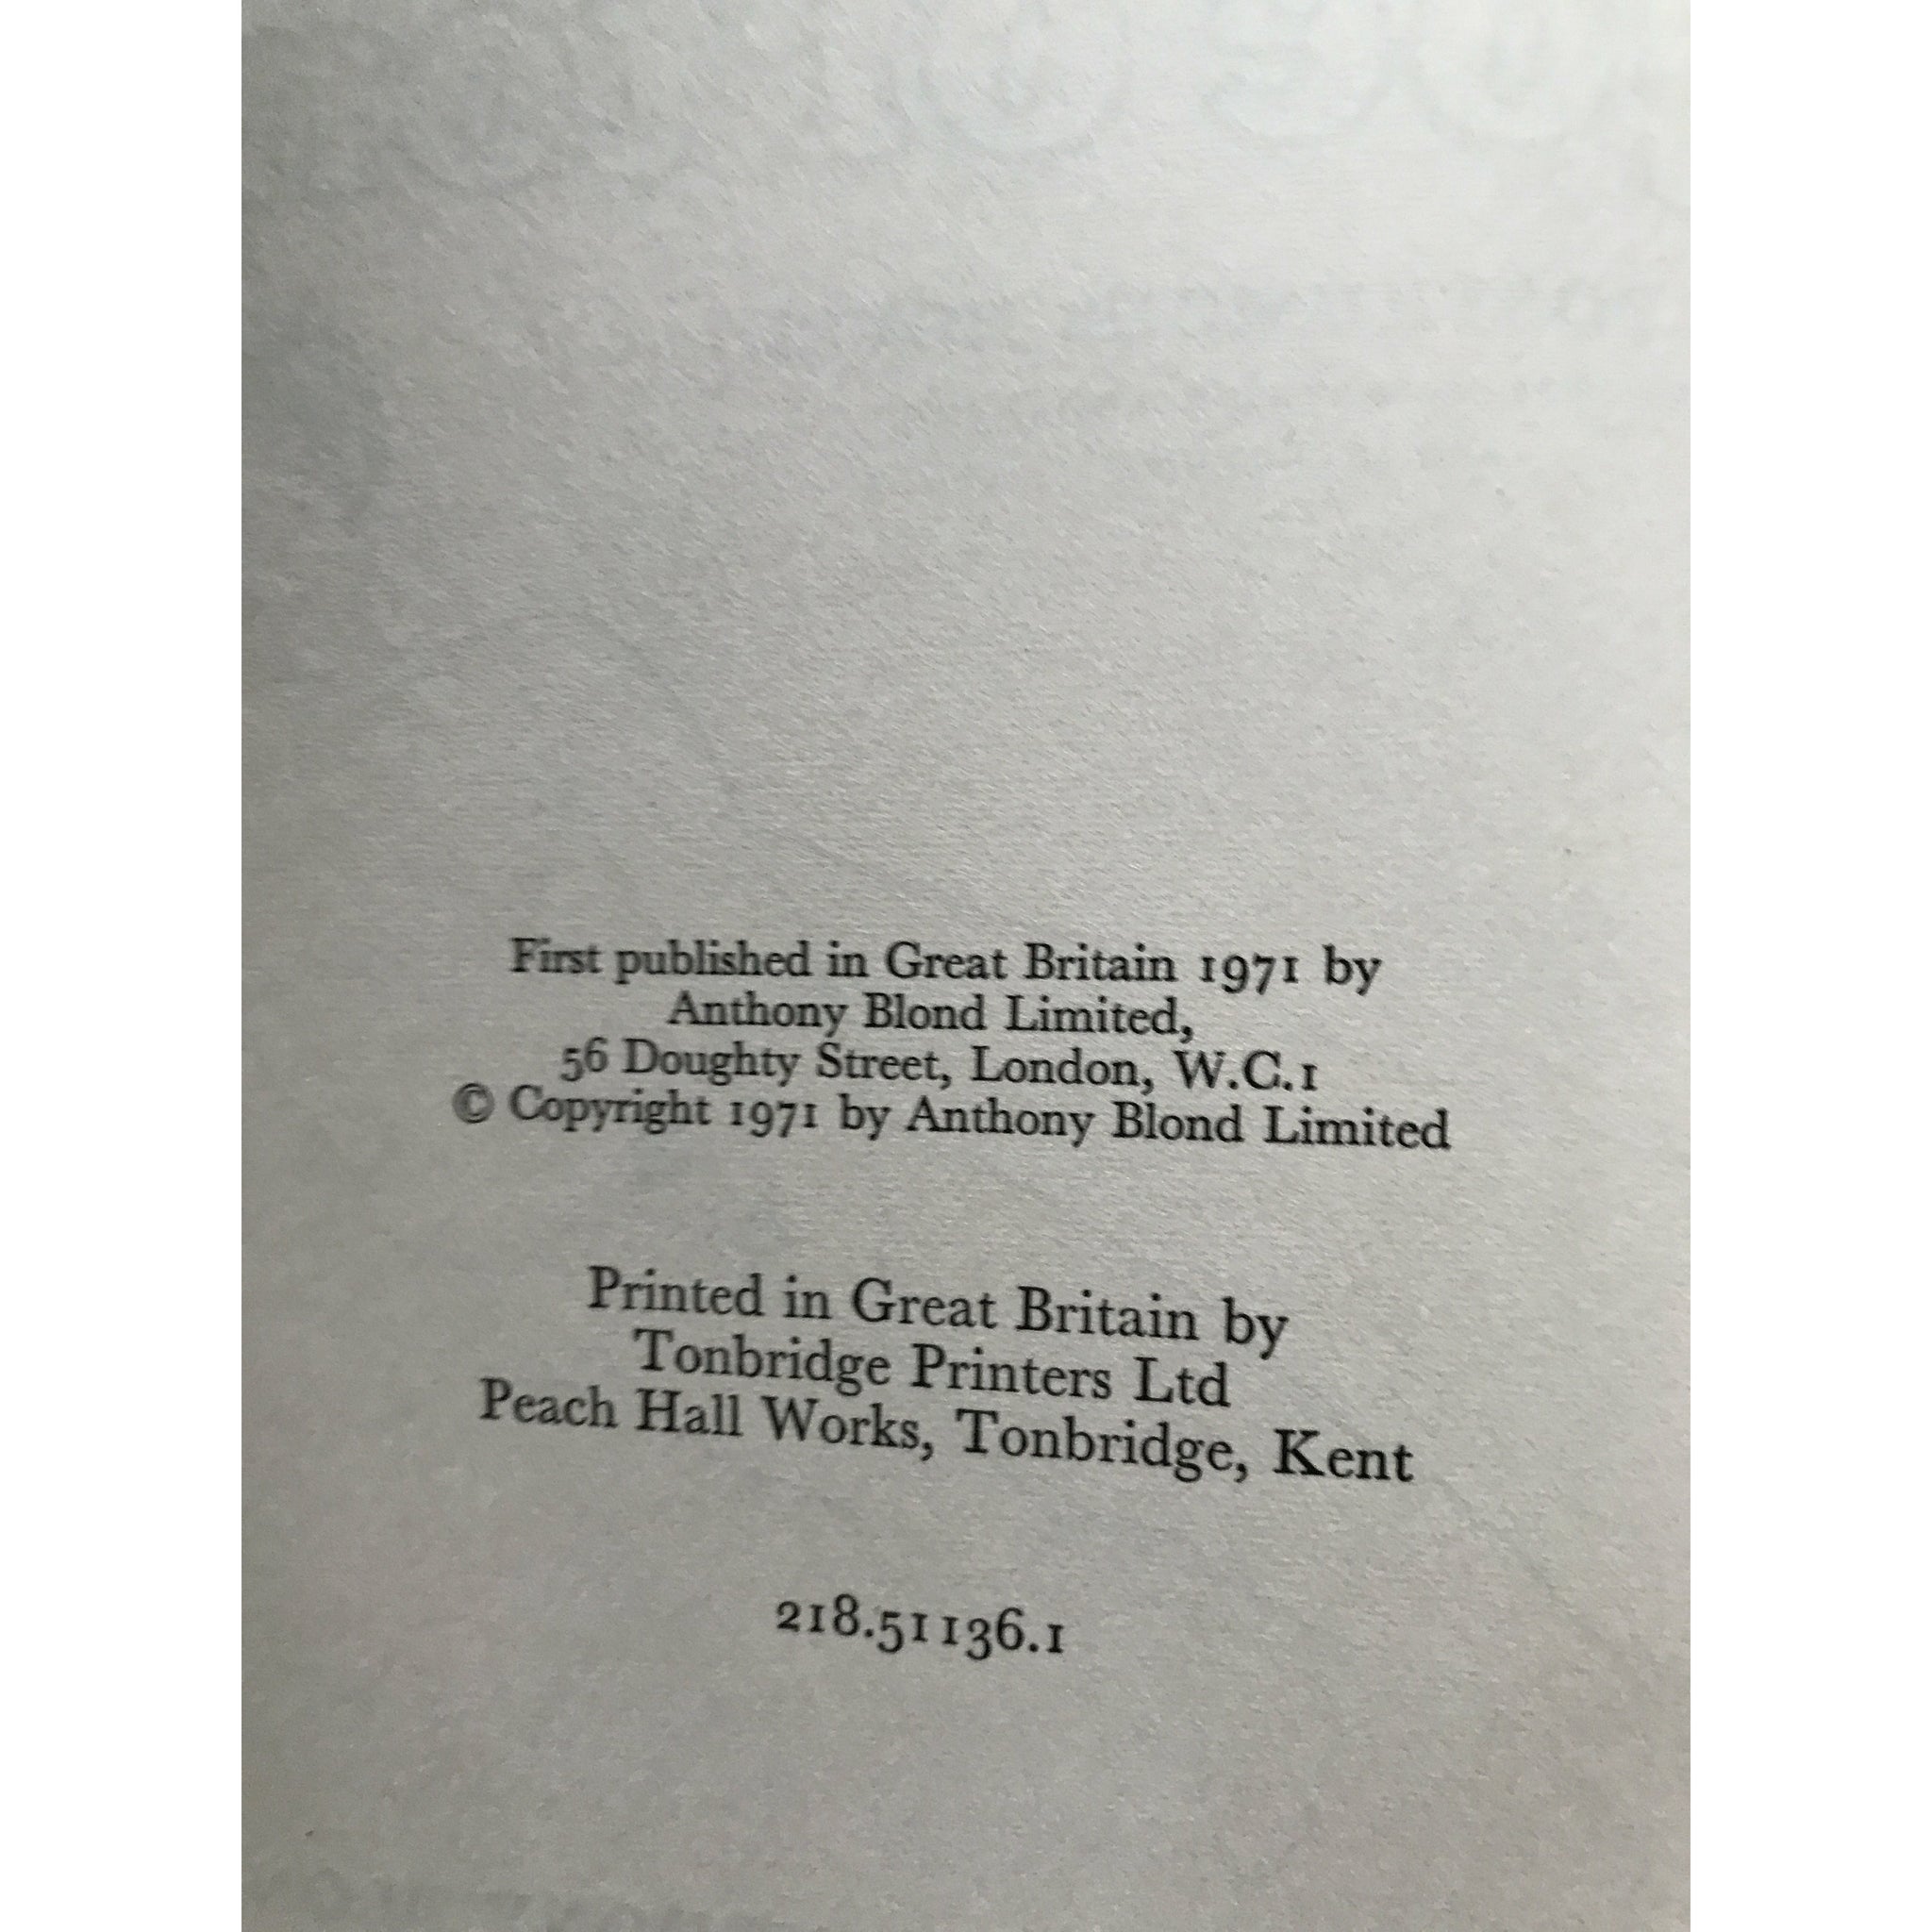 First published in Great Britain 1971 by
Anthony Blond Limited,
56 Doughty Street, London, W.C.1
© Copyright 1971 by Anthony Blond Limited
Printed in Great Britain by
Tonbridge Printers Ltd
Peach Hall Works, Tonbridge, Kent
218.51136.1